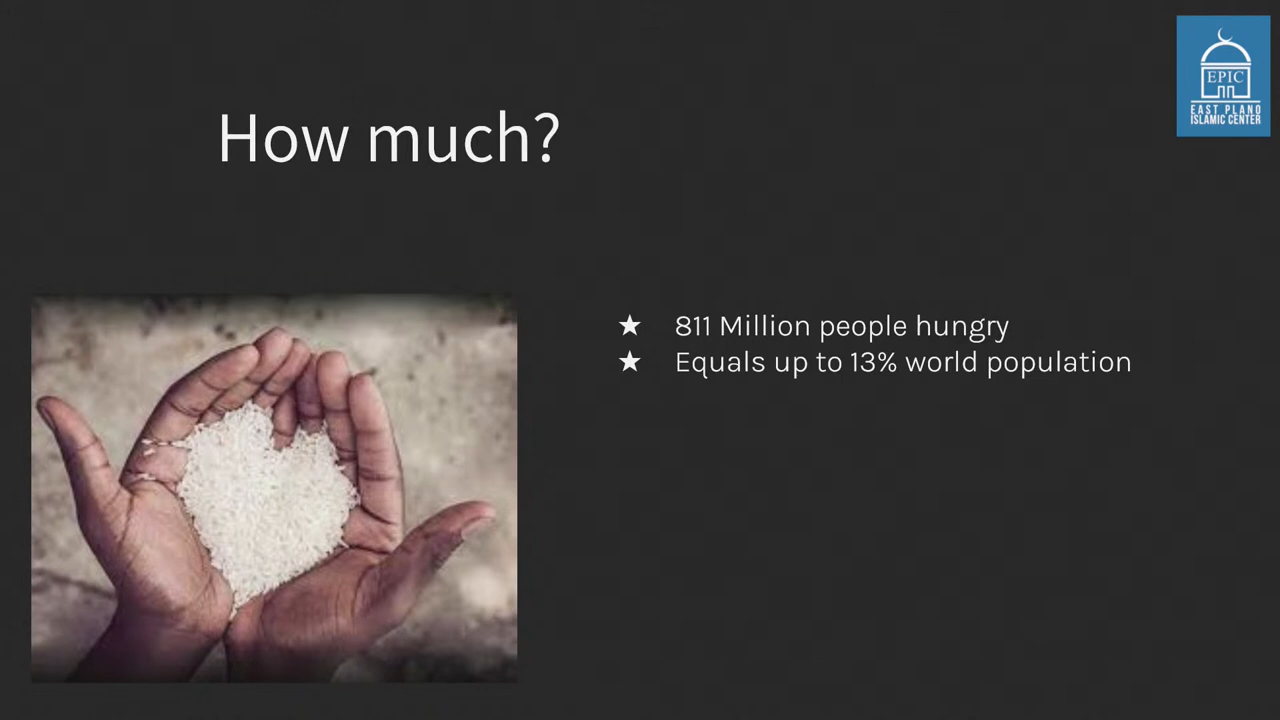 EPIC
EAST PLANO
ISLAMIC CENTER
How much?
★ 811 Million people hungry
★ Equals up to 13% world population